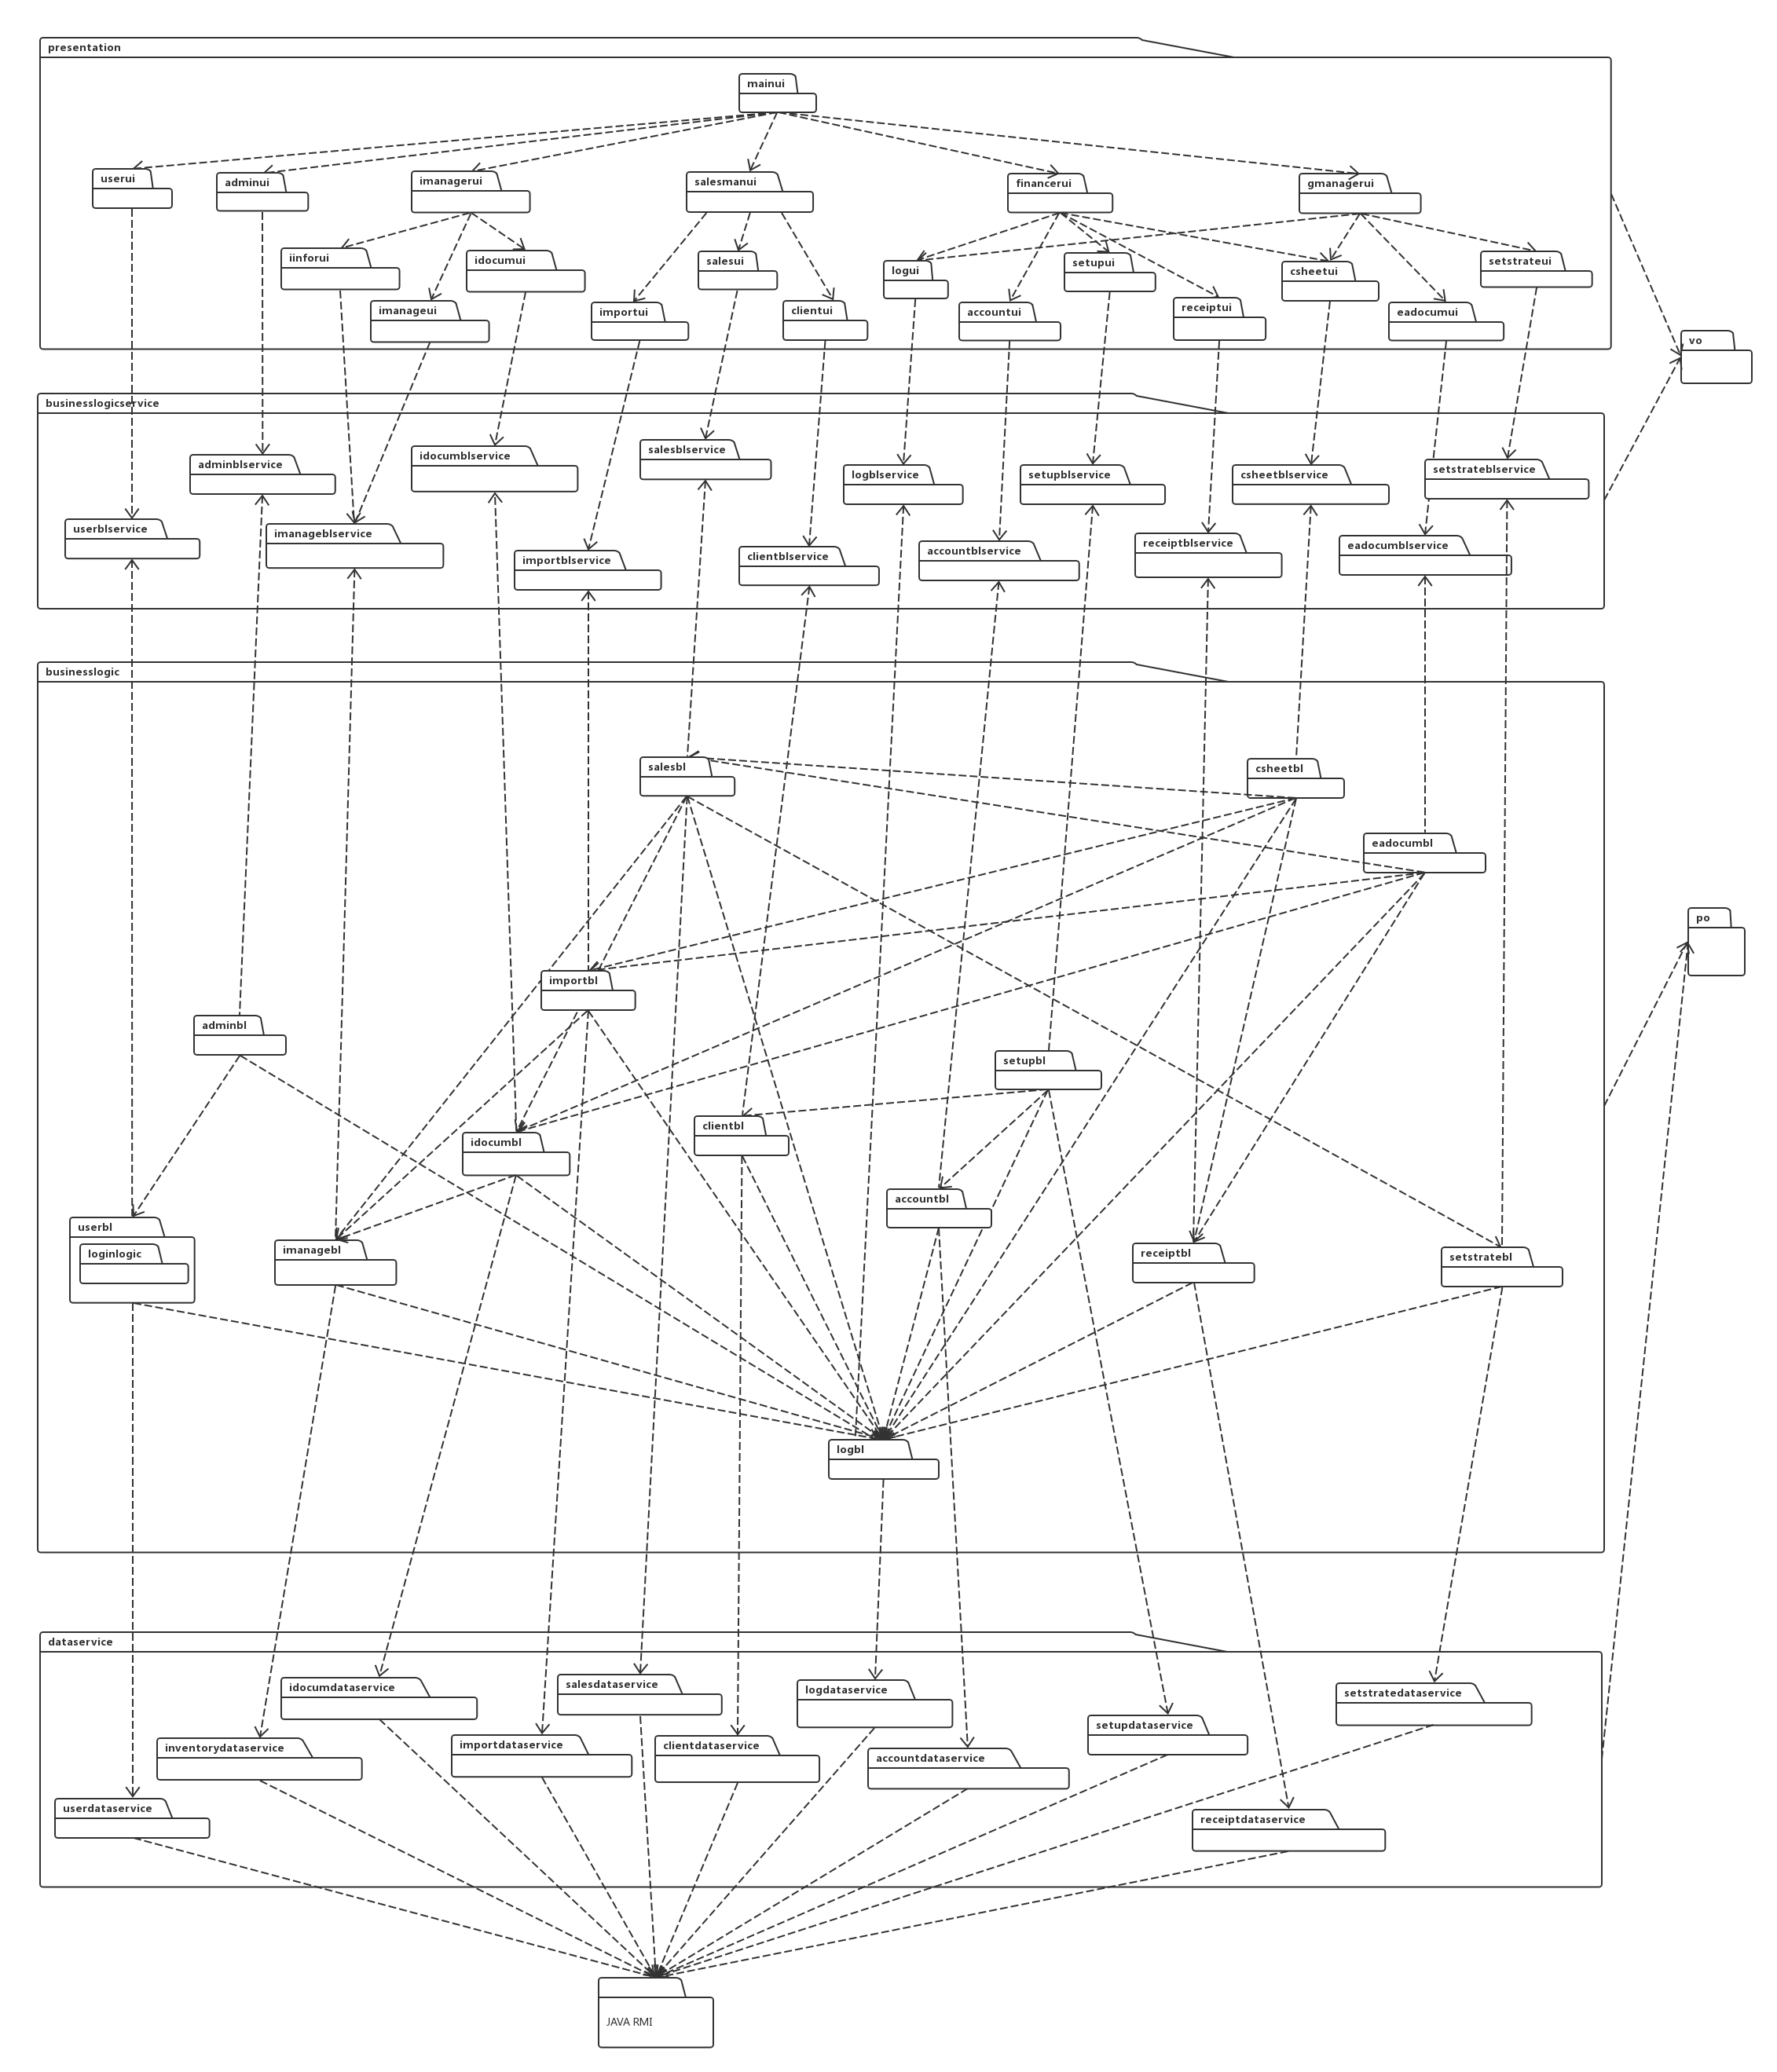 presentation
mainui
userui
adminui
imanagerui
salesmanui
financerui
gmanagerui
iinforui
idocumui
salesui
logui
setupui
csheetui
setstrateui
imanageui
importui
clientui
accountui
receiptui
eadocumui
vo
businesslogicservice
adminblservice
idocumblservice
salesblservice
logblservice
setupblservice
csheetblservice
setstrateblservice
userblservice
imanageblservice
importblservice
clientblservice
accountblservice
receiptblservice
eadocumblservice
businesslogic
salesbl
csheetbl
eadocumbl
po
importbl
adminbl
setupbl
clientbl
idocumbl
accountbl
userbl
loginlogic
imanagebl
receiptbl
setstratebl
logbl
dataservice
idocumdataservice
salesdataservice
logdataservice
setstratedataservice
inventorydataservice
importdataservice
clientdataservice
accountdataservice
setupdataservice
userdataservice
receiptdataservice
JAVA RMI